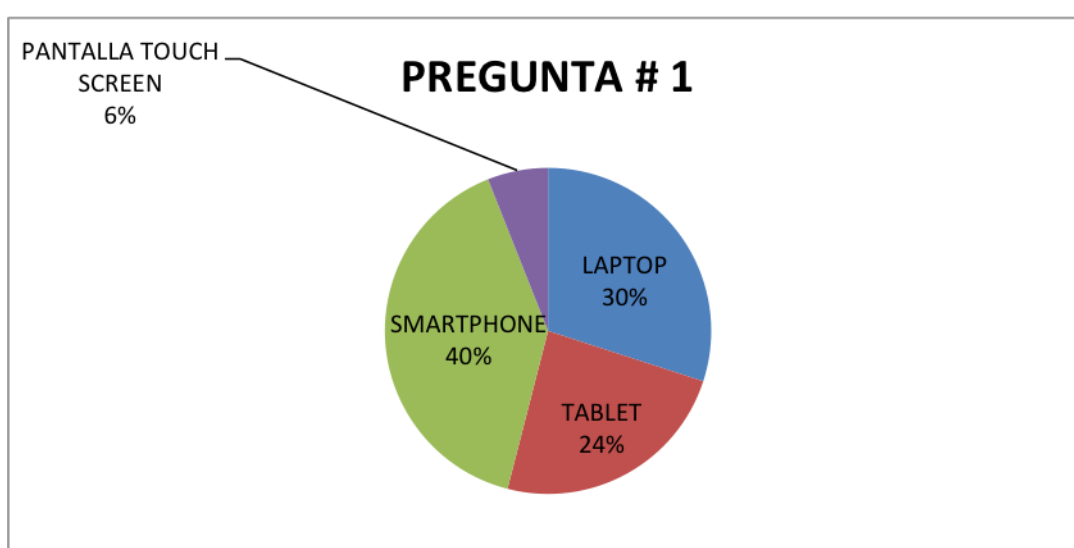 PANTALLA TOUCH
SCREEN
6%
PREGUNTA # 1
LAPTOP
30%
SMARTPHONE
40%
TABLET
24%